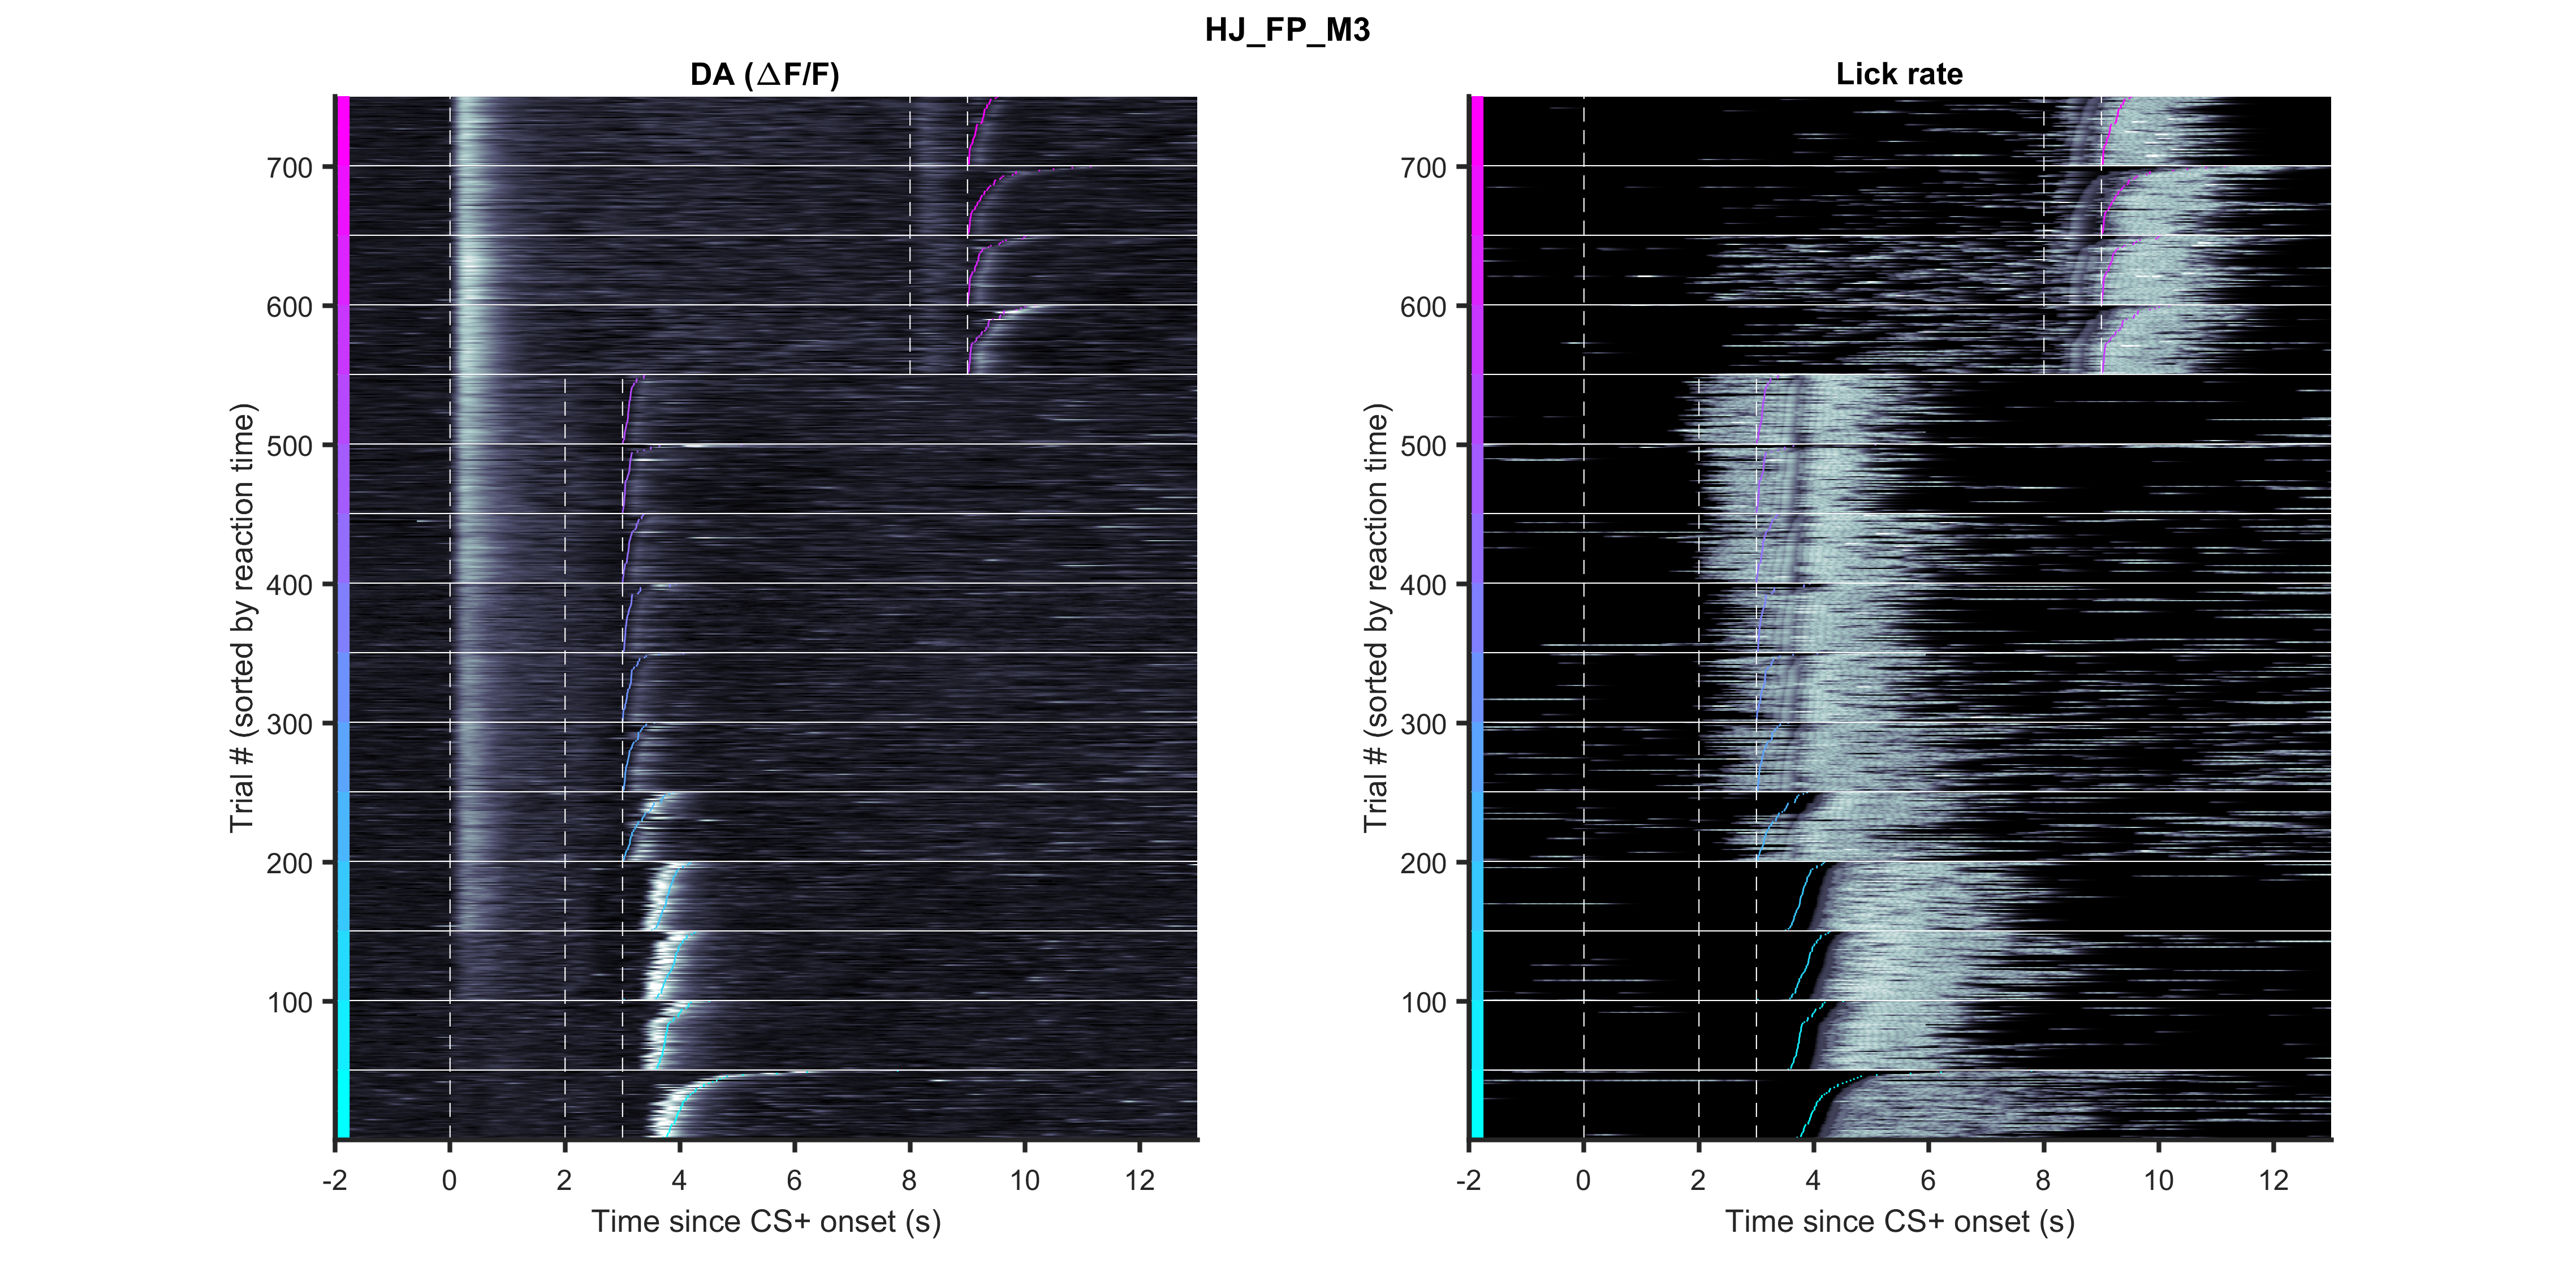 HJ_FP_M3
DA (ΔF/F)
Trial # (sorted by reaction time)
700
600
500
400
300
200
100
-2 0 2 4 6 8 10 12
Time since CS+ onset (s)
Lick rate
Trial # (sorted by reaction time)
700
600
500
400
300
200
100
-2 0 2 4 6 8 10 12
Time since CS+ onset (s)